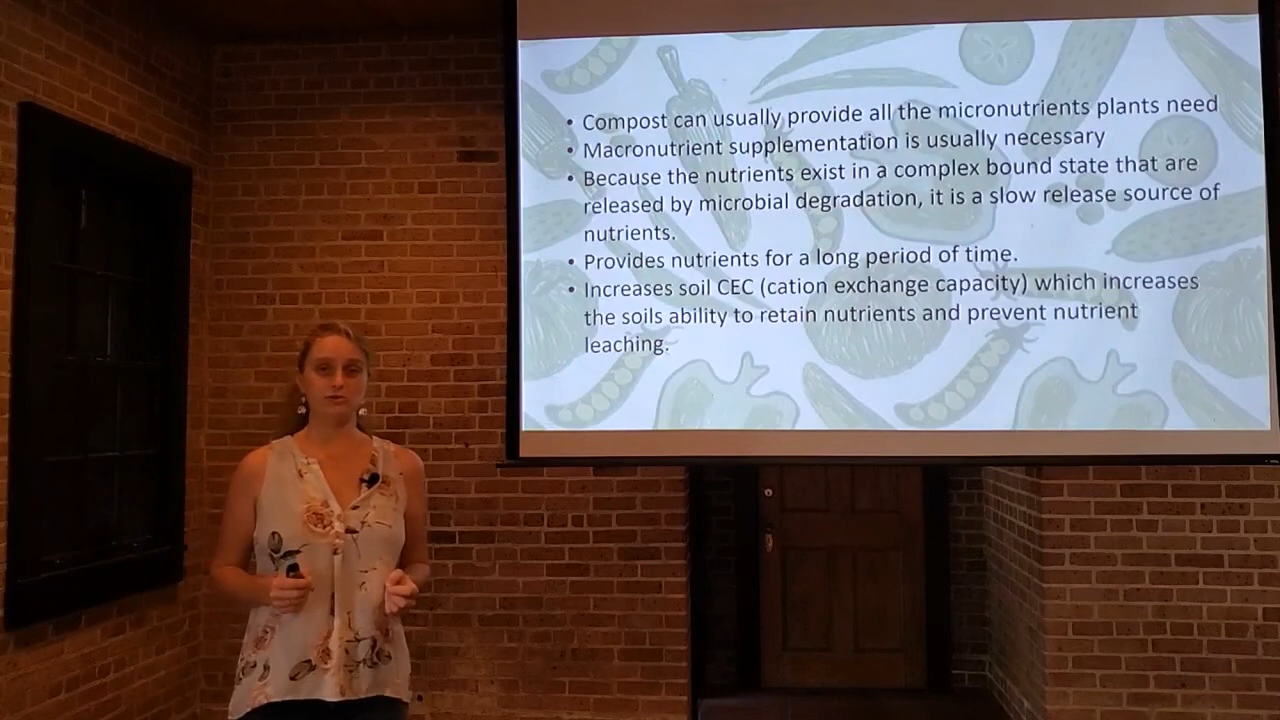 • Compost can usually provide all the micronutrients plants need
• Macronutrient supplementation is usually necessary
• Because the nutrients exist in a complex bound state that are
released by microbial degradation, it is a slow release source of
nutrients.
• Provides nutrients for a long period of time.
• Increases soil CEC (cation exchange capacity) which increases
the soils ability to retain nutrients and prevent nutrient
leaching.